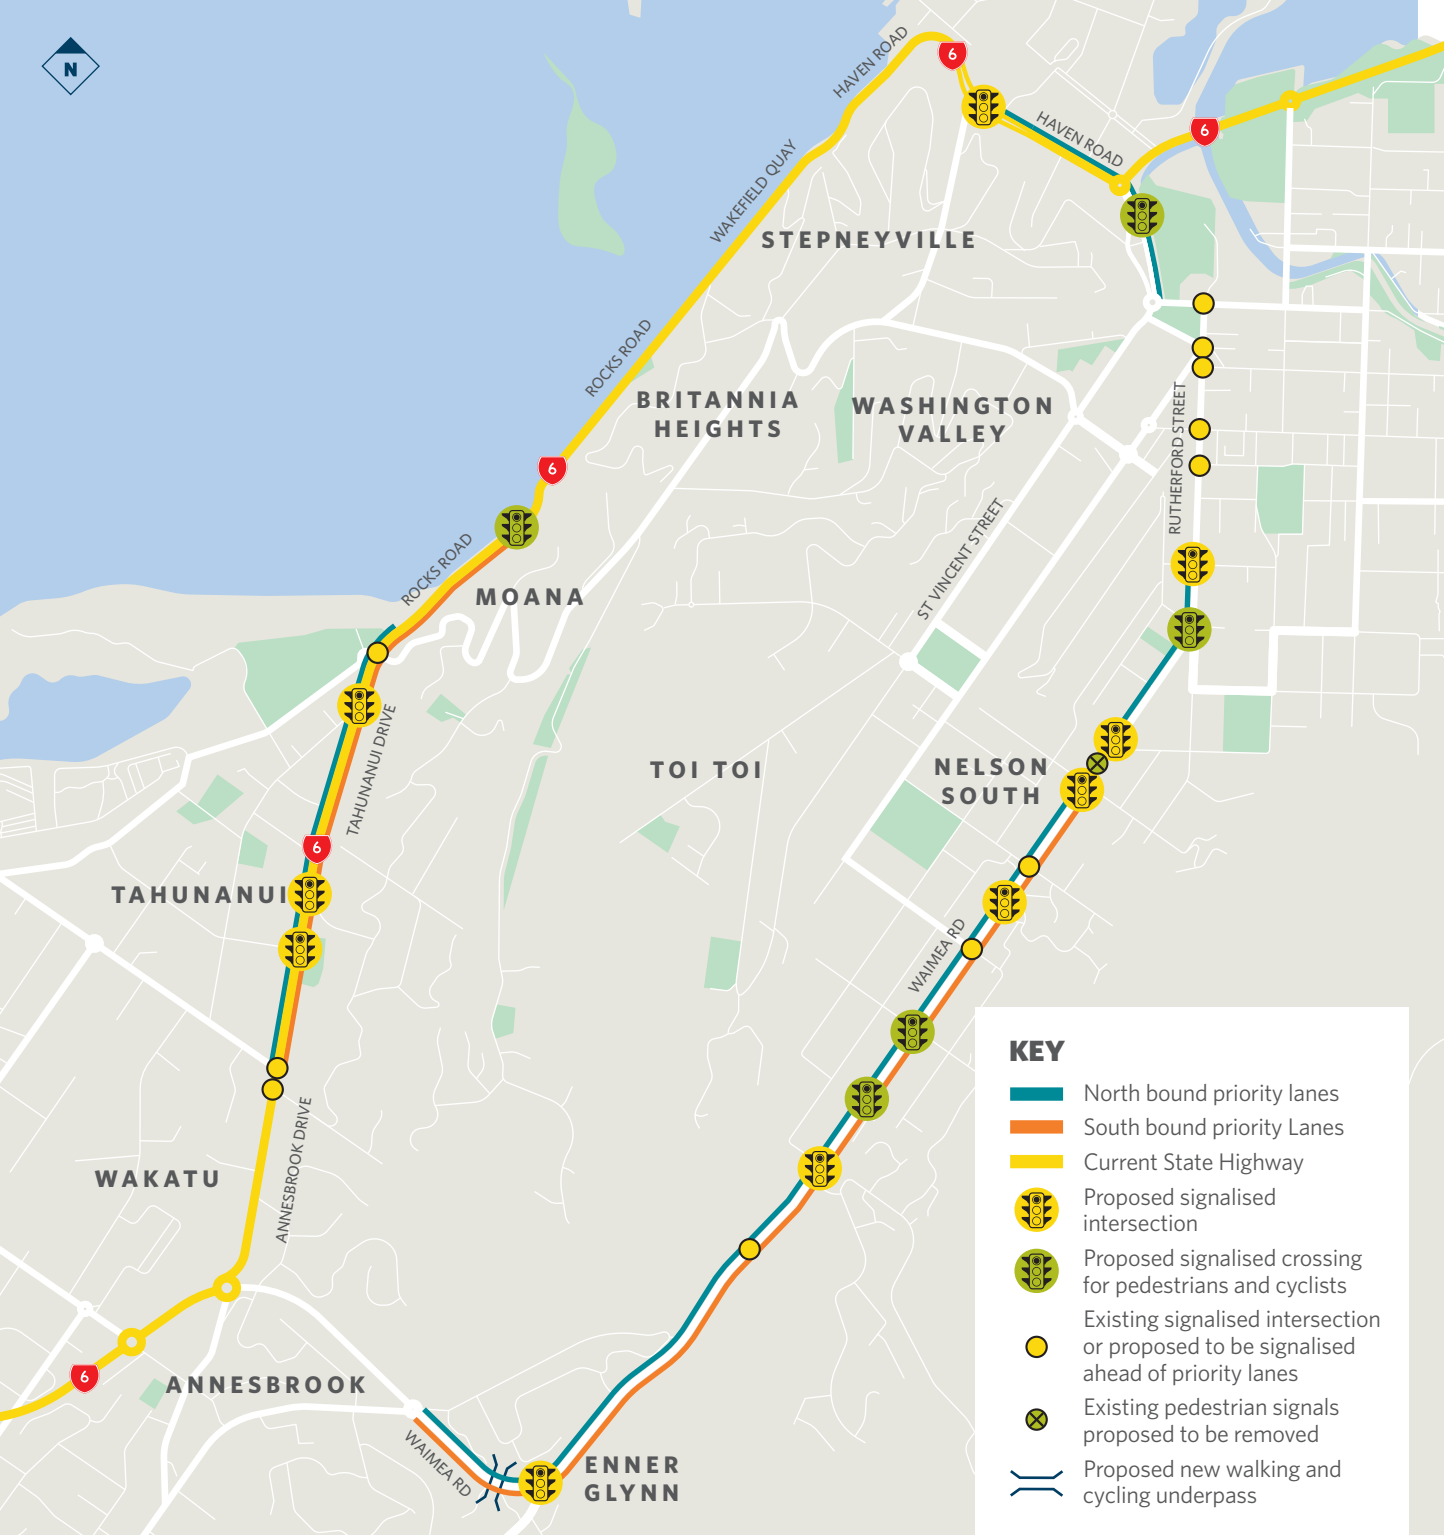 N
6
HAVEN ROAD
HAVEN ROAD
6
WAKEFIELD QUAY
STEPNEYVILLE
ROCKS ROAD
BRITANNIA
HEIGHTS
WASHINGTON
VALLEY
RUTHERFORD STREET
6
ST VINCENT STREET
ROCKS ROAD
MOANA
TAHUNANUI DRIVE
TOI TOI
NELSON
SOUTH
6
TAHUNANUI
WAIMEA RD
WAKATU
ANNESBROOK DRIVE
6
ANNESBROOK
WAIMEA RD
ENNER
GLYNN
KEY
North bound priority lanes
South bound priority Lanes
Current State Highway
Proposed signalised
intersection
Proposed signalised crossing
for pedestrians and cyclists
Existing signalised intersection
or proposed to be signalised
ahead of priority lanes
Existing pedestrian signals
proposed to be removed
Proposed new walking and
cycling underpass